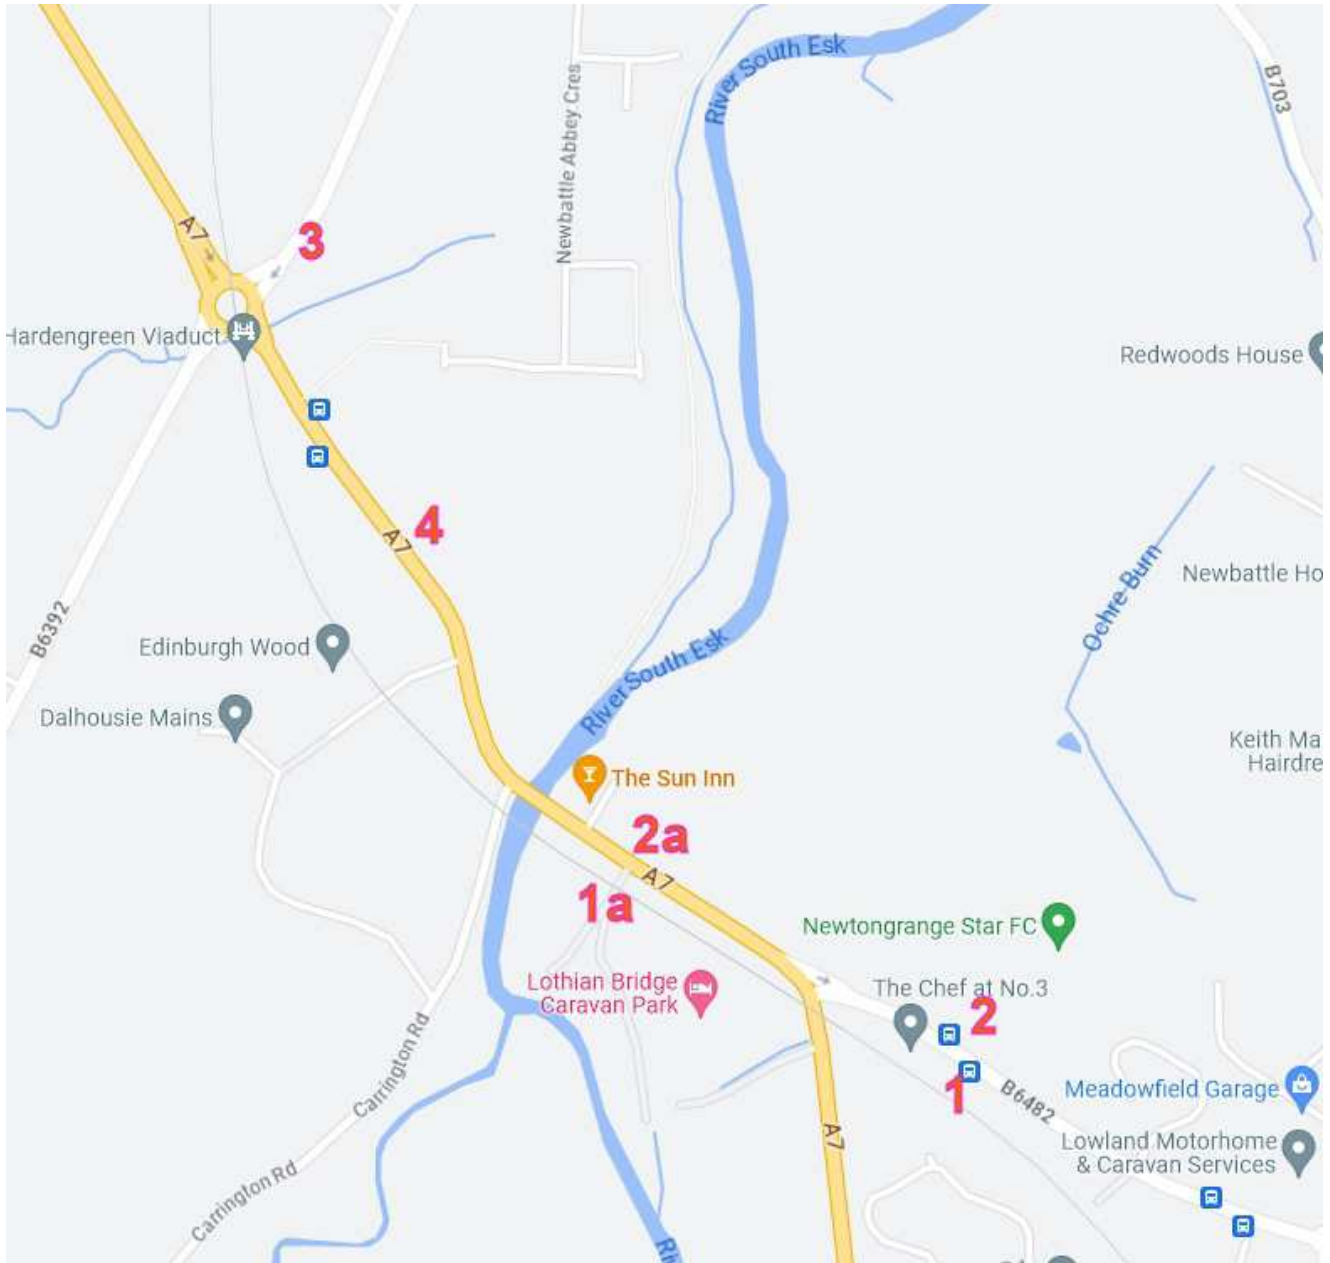 River South Esk
B703
Newbattle Abbey Cres
A7
3
Hardengreen Viaduct
Redwoods House
4
A7
Ochre Burn
Newbattle Ho
B6392
Edinburgh Wood
River South Esk
Dalhousie Mains
Keith Ma
Hairdre
The Sun Inn
2a
A7
1a
Newtongrange Star FC
Lothian Bridge
Caravan Park
The Chef at No.3
2
Carrington Rd
1
B6482
Meadowfield Garage
A7
Lowland Motorhome
& Caravan Services
Carrington Rd
Ri